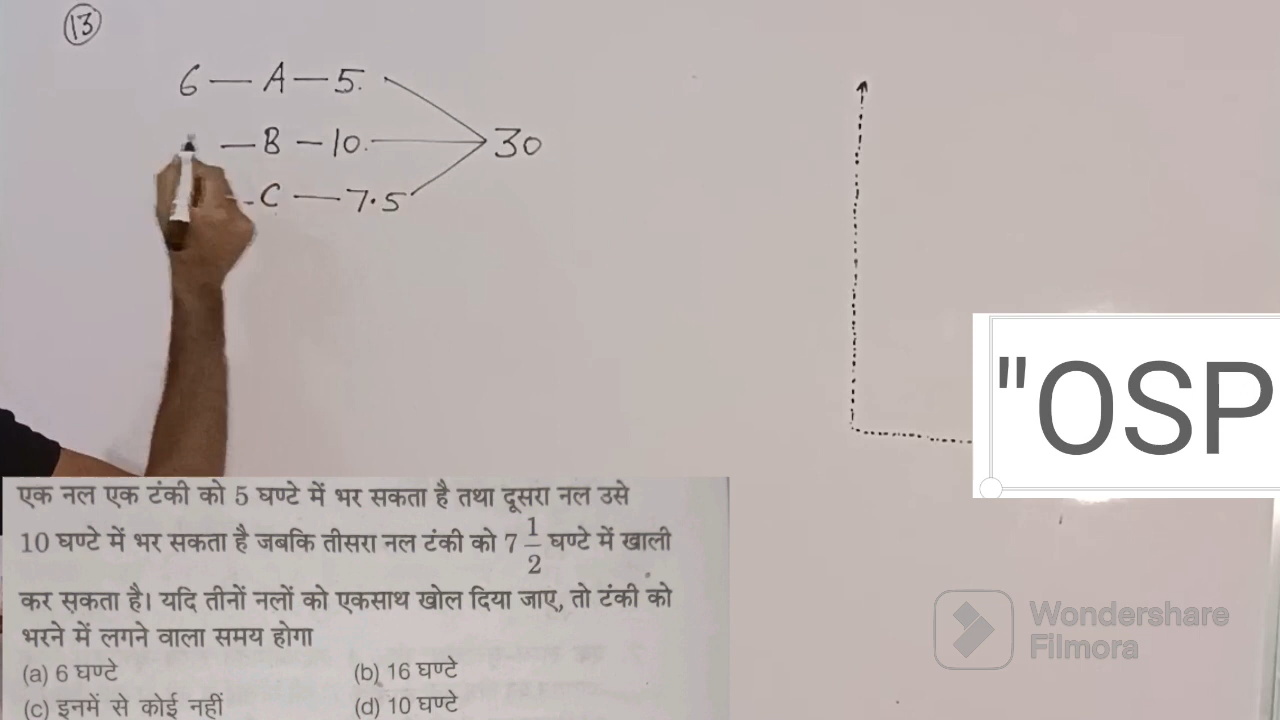 13
6 — A — 5.
— B — 10.
30
- C — 7.5
"OSP
एक नल एक टंकी को 5 घण्टे में भर सकता है तथा दूसरा नल उसे
10 घण्टे में भर सकता है जबकि तीसरा नल टंकी को 7 1/2 घण्टे में खाली
कर सकता है। यदि तीनों नलों को एकसाथ खोल दिया जाए, तो टंकी को
भरने में लगने वाला समय होगा
(a) 6 घण्टे (b) 16 घण्टे
(c) इनमें से कोई नहीं (d) 10 घण्टे
Wondershare
Filmora